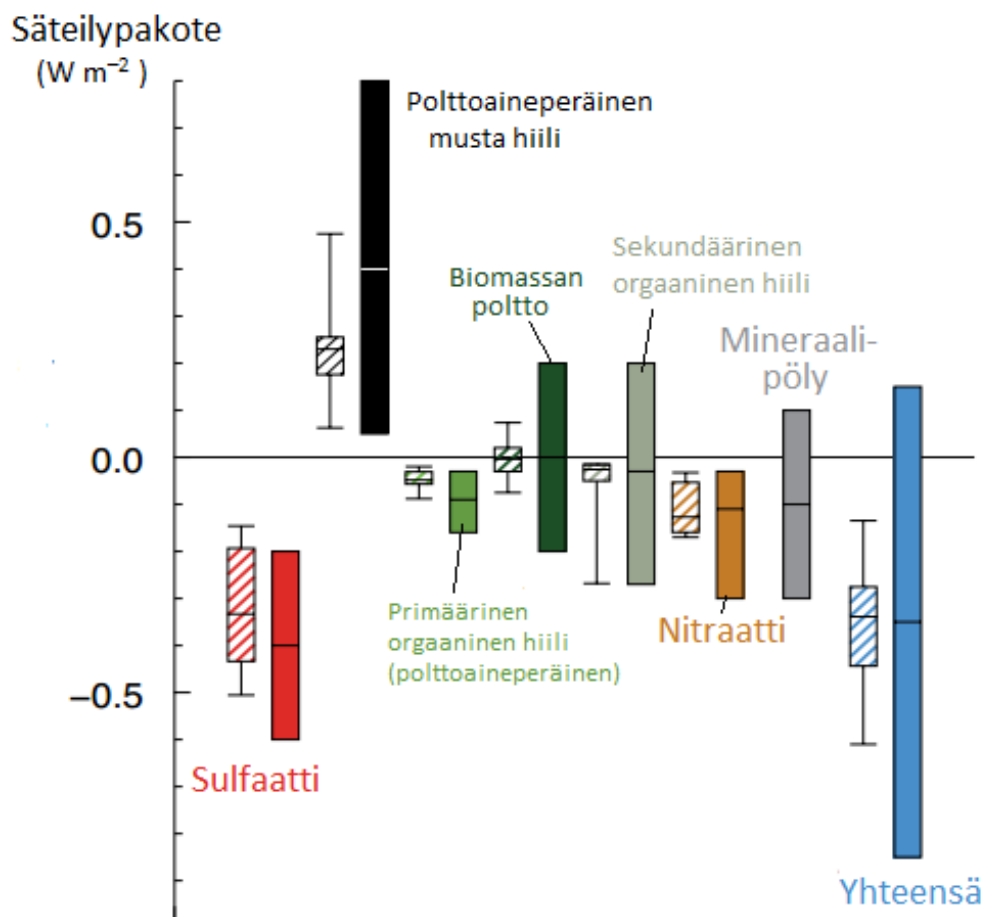 Säteilypakote
(W m⁻² )
Polttoaineperäinen
musta hiili
0.5
Sekundäärinen
orgaaninen hiili
Biomassan
poltto
Mineraali-
pöly
0.0
Primäärinen
orgaaninen hiili
(polttoaineperäinen)
Nitraatti
−0.5
Sulfaatti
Yhteensä